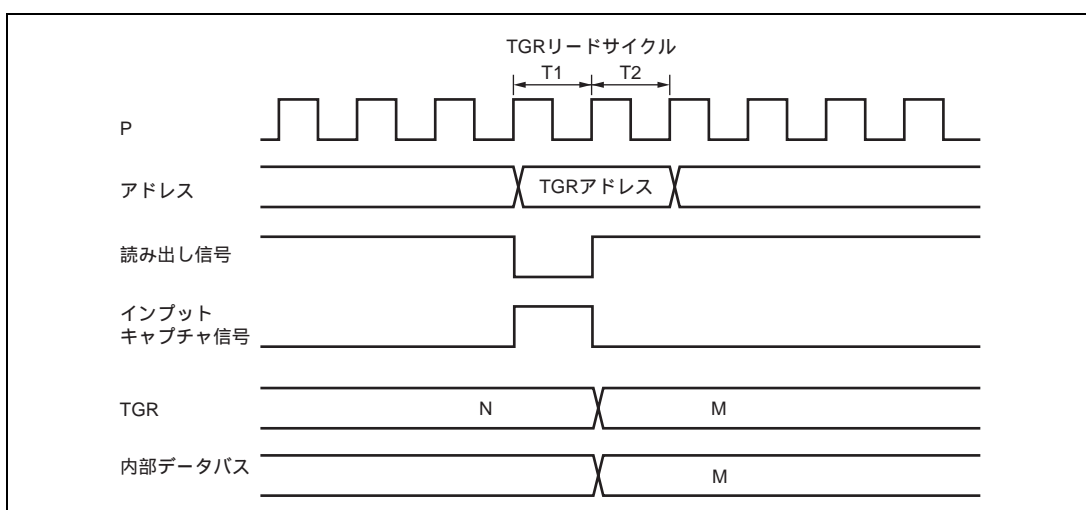 TGRリードサイクル
T1 T2
P
アドレス TGRアドレス
読み出し信号
インプット
キャプチャ信号
TGR N M
内部データバス M